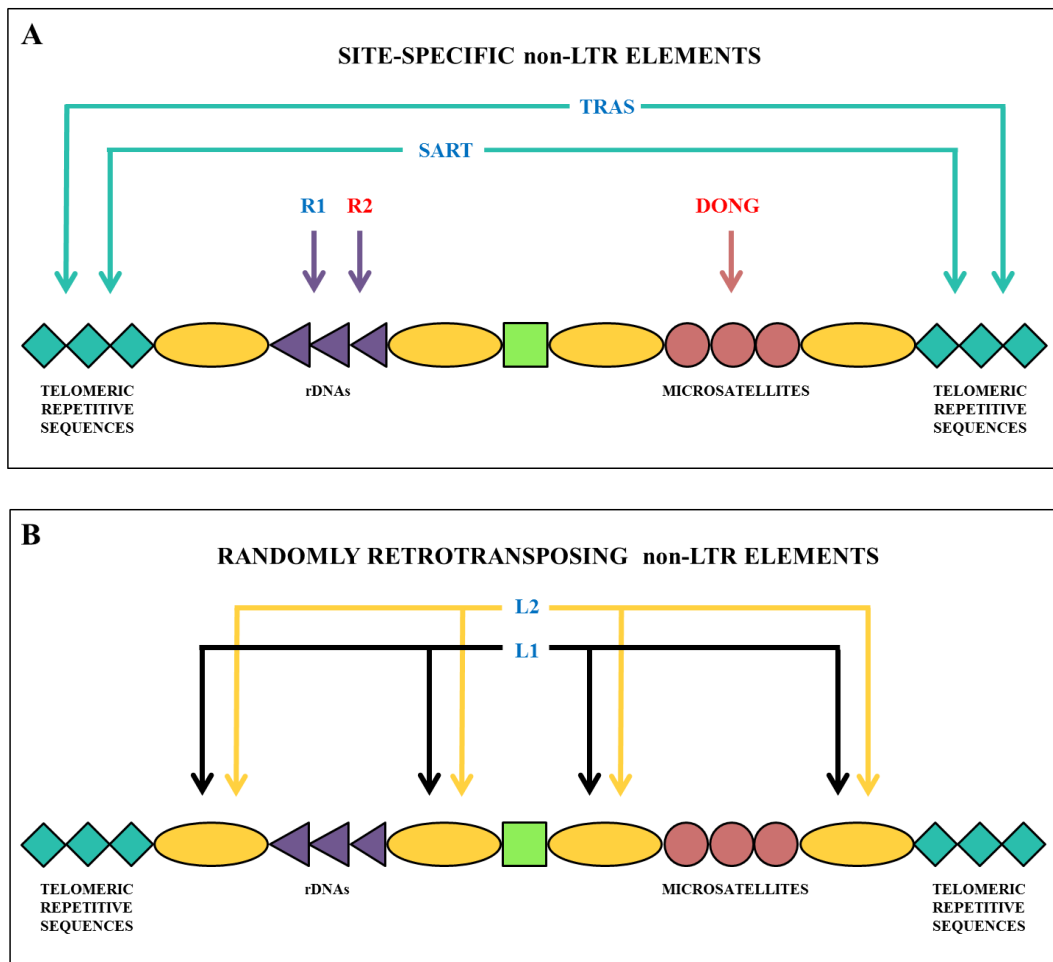 A
SITE-SPECIFIC non-LTR ELEMENTS
TRAS
SART
R1 R2 DONG
TELOMERIC
REPETITIVE
SEQUENCES
rDNAs
MICROSATELLITES
TELOMERIC
REPETITIVE
SEQUENCES
B
RANDOMLY RETROTRANSPOSING non-LTR ELEMENTS
L2
L1
TELOMERIC
REPETITIVE
SEQUENCES
rDNAs
MICROSATELLITES
TELOMERIC
REPETITIVE
SEQUENCES